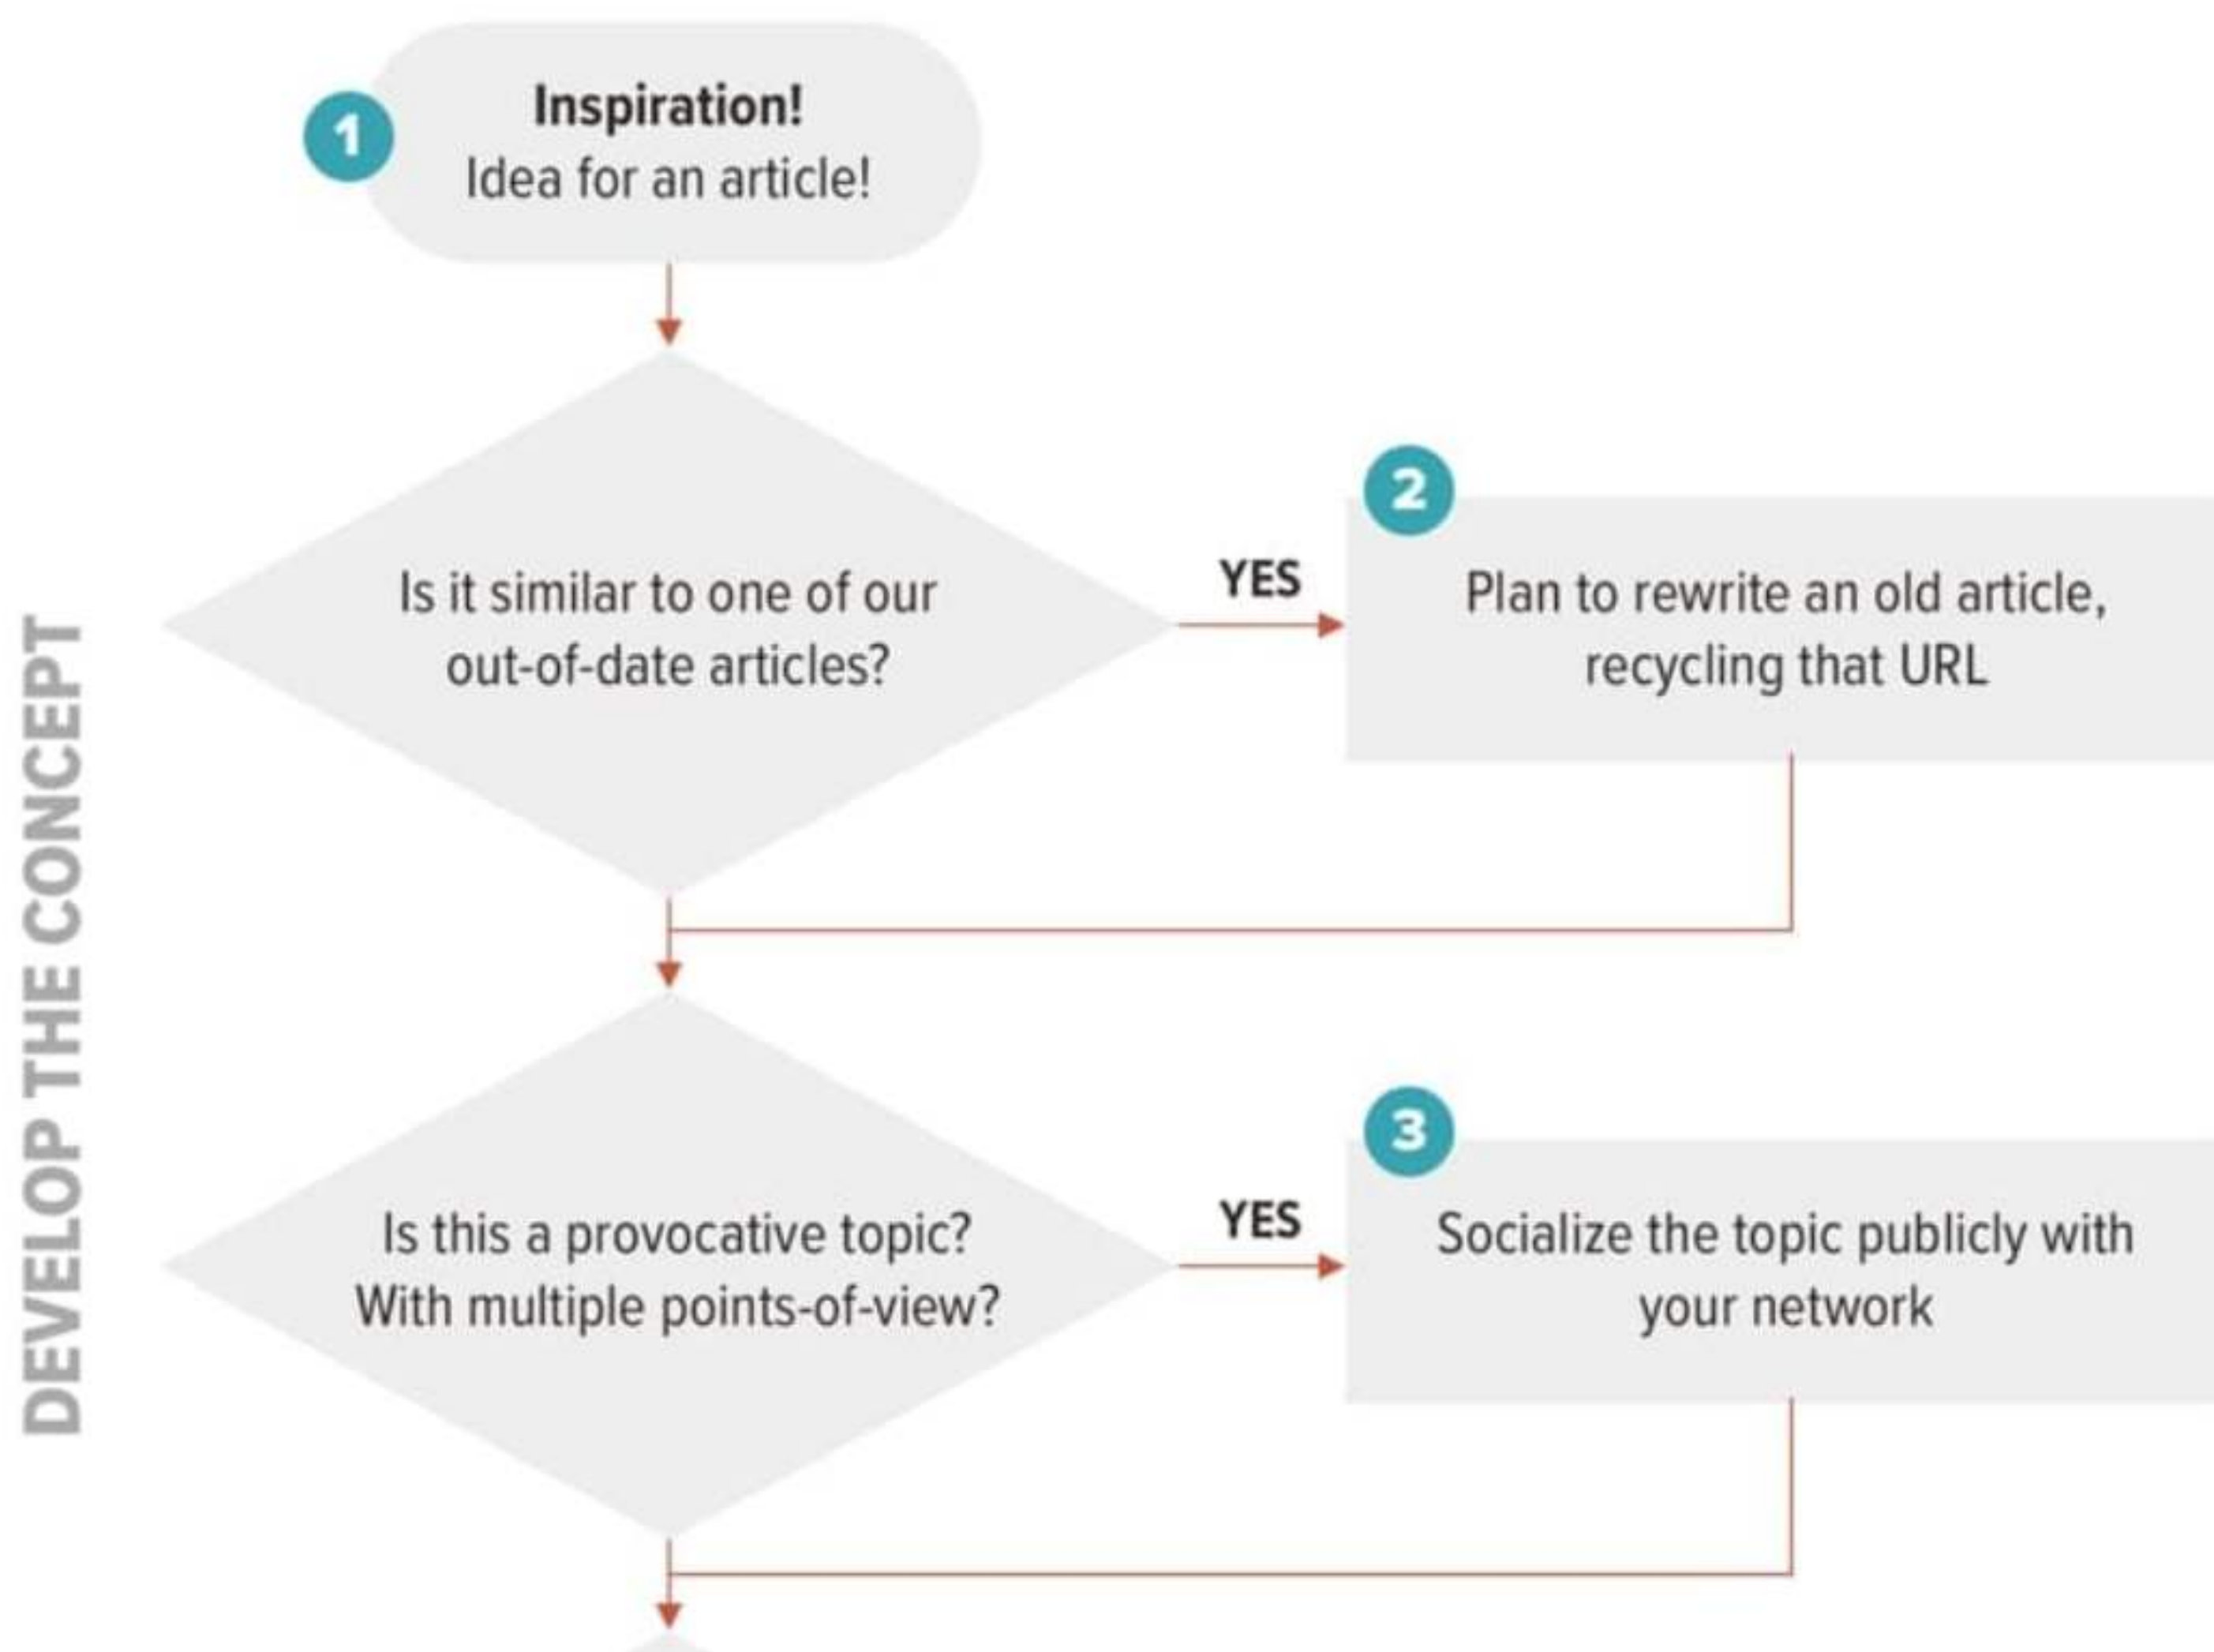 1
Inspiration!
Idea for an article!
Is it similar to one of our
out-of-date articles?
YES
2
Plan to rewrite an old article,
recycling that URL
DEVELOP THE CONCEPT
Is this a provocative topic?
With multiple points-of-view?
YES
3
Socialize the topic publicly with
your network